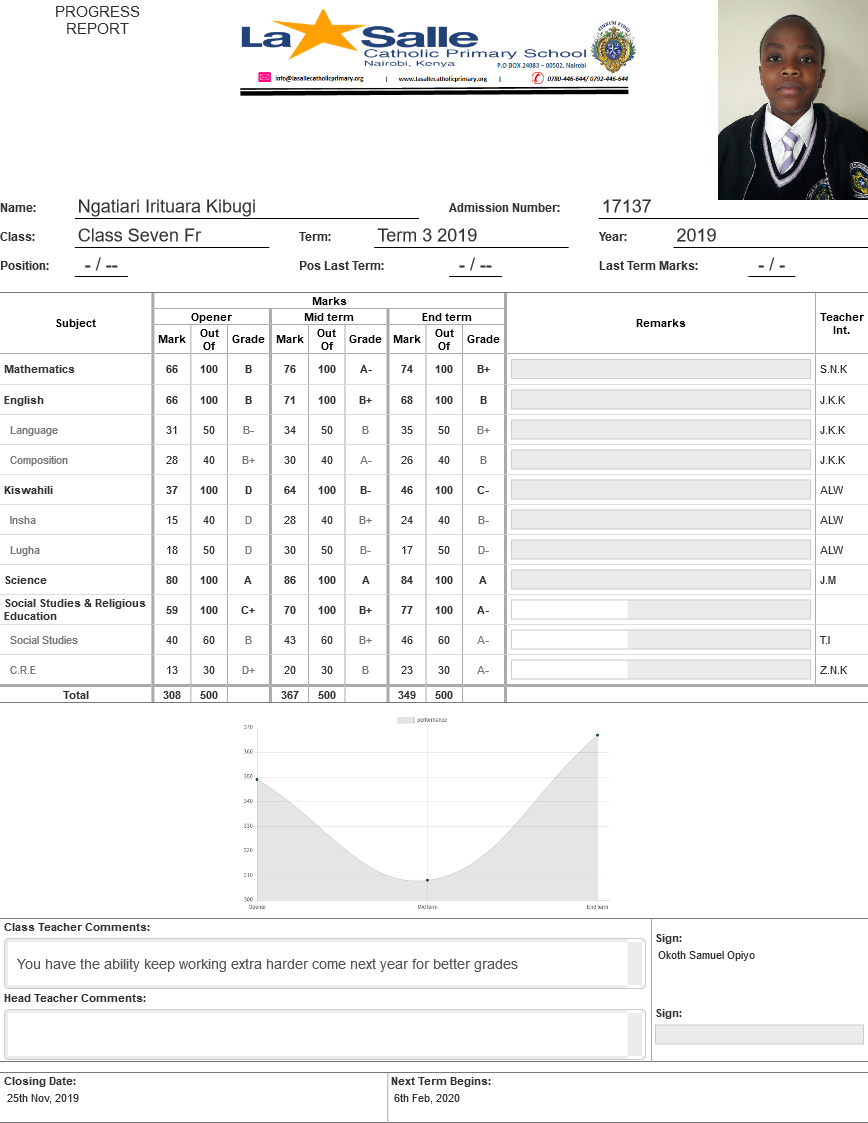 PROGRESS
REPORT
La Salle
Catholic Primary School
Nairobi, Kenya
P.O BOX 24083 – 00502, Nairobi
info@lasallecatholicprimary.org | www.lasallecatholicprimary.org | 0780-446-644/ 0792-446-644
Name: Ngatiari Irituara Kibugi Admission Number: 17137
Class: Class Seven Fr Term: Term 3 2019 Year: 2019
Position: - / -- Pos Last Term: - / -- Last Term Marks: - / -
Subject Marks Remarks Teacher Int.
Opener Mid term End term
Mark Out Of Grade Mark Out Of Grade Mark Out Of Grade
Mathematics 66 100 B 76 100 A- 74 100 B+ S.N.K
English 66 100 B 71 100 B+ 68 100 B J.K.K
Language 31 50 B- 34 50 B 35 50 B+ J.K.K
Composition 28 40 B+ 30 40 A- 26 40 B J.K.K
Kiswahili 37 100 D 64 100 B- 46 100 C- ALW
Insha 15 40 D 28 40 B+ 24 40 B- ALW
Lugha 18 50 D 30 50 B- 17 50 D- ALW
Science 80 100 A 86 100 A 84 100 A J.M
Social Studies & Religious
Education 59 100 C+ 70 100 B+ 77 100 A-
Social Studies 40 60 B 43 60 B+ 46 60 A- T.I
C.R.E 13 30 D+ 20 30 B 23 30 A- Z.N.K
Total 308 500 367 500 349 500
performance
370
360
350
340
330
320
310
300
Opener Mid term End term
Class Teacher Comments:
You have the ability keep working extra harder come next year for better grades
Sign:
Okoth Samuel Opiyo
Head Teacher Comments:
Sign:
Closing Date: Next Term Begins:
25th Nov, 2019 6th Feb, 2020